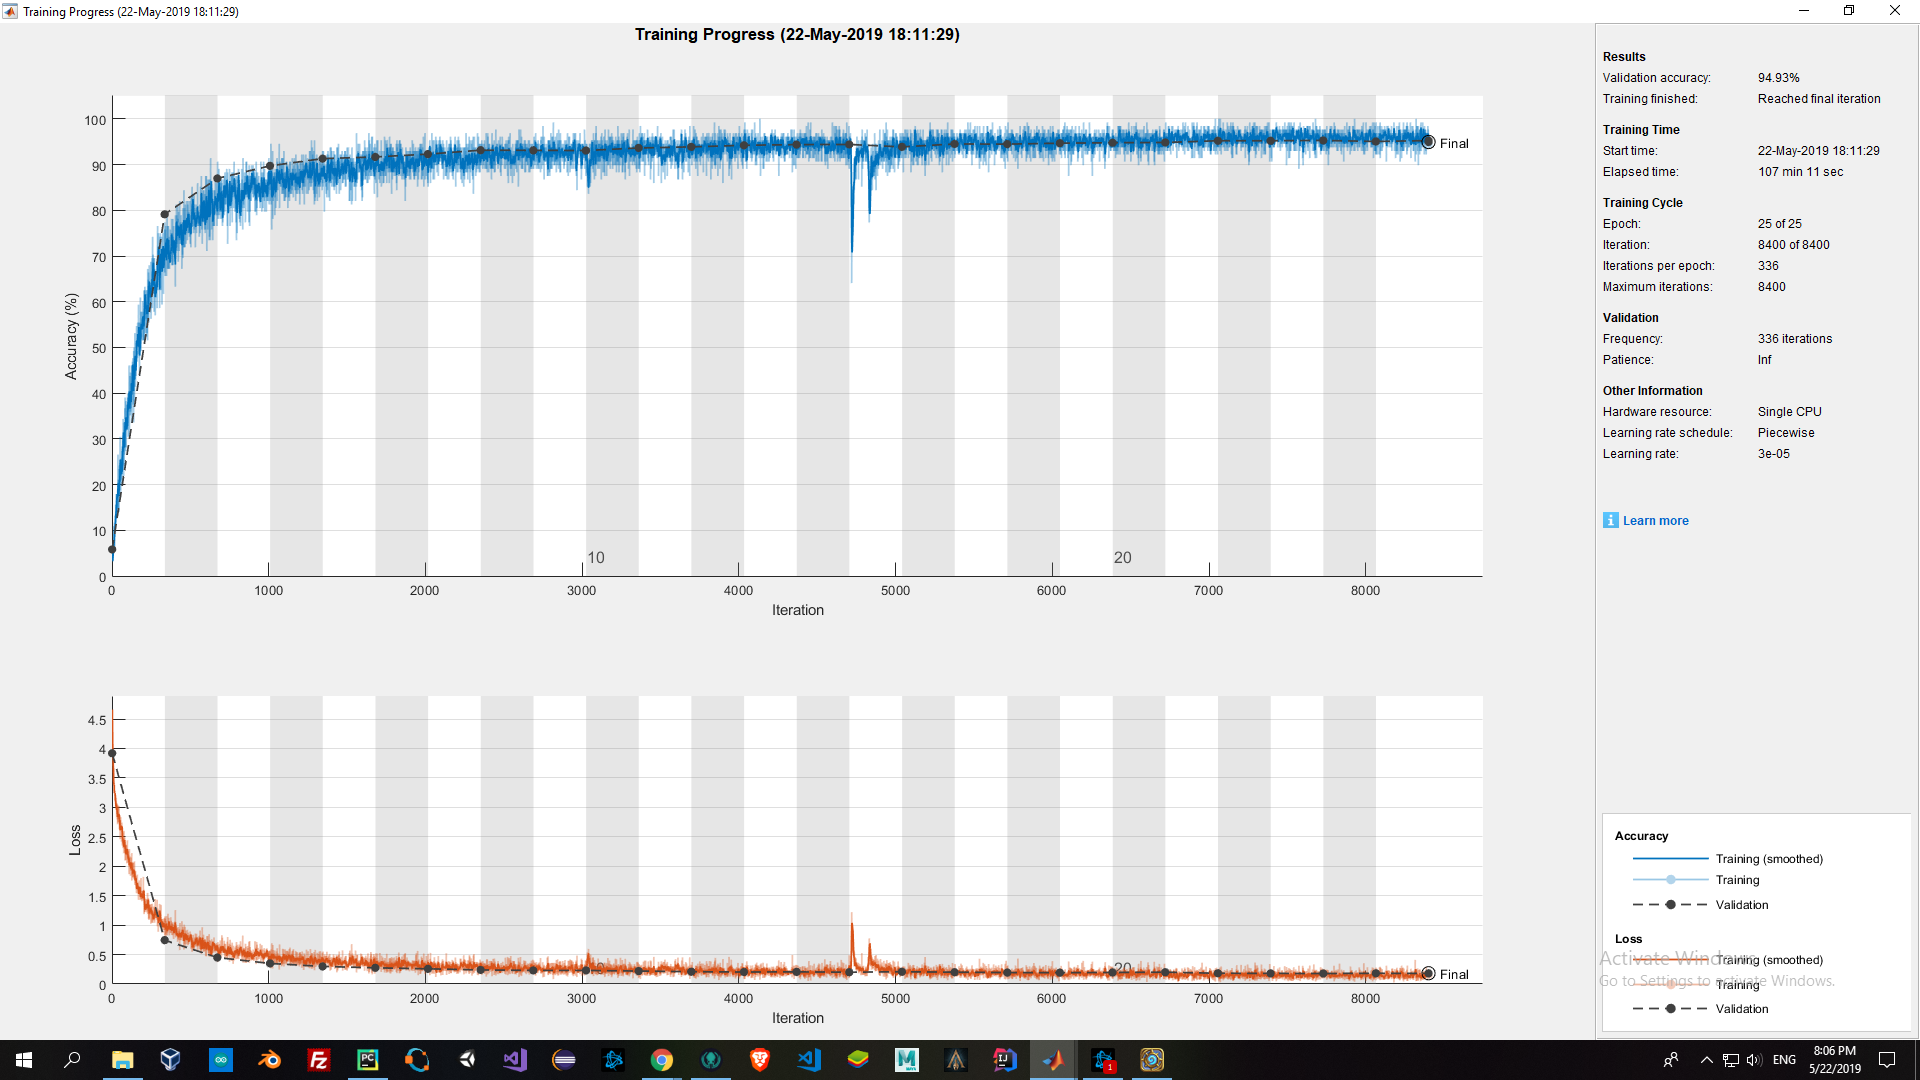 Training Progress (22-May-2019 18:11:29)
Training Progress (22-May-2019 18:11:29)
100
90
80
70
60
50
40
30
20
10
0
Accuracy (%)
Final
10
20
0 1000 2000 3000 4000 5000 6000 7000 8000
Iteration
4.5
4
3.5
3
2.5
2
1.5
1
0.5
0
Loss
Final
10
20
0 1000 2000 3000 4000 5000 6000 7000 8000
Iteration
Results
Validation accuracy: 94.93%
Training finished: Reached final iteration
Training Time
Start time: 22-May-2019 18:11:29
Elapsed time: 107 min 11 sec
Training Cycle
Epoch: 25 of 25
Iteration: 8400 of 8400
Iterations per epoch: 336
Maximum iterations: 8400
Validation
Frequency: 336 iterations
Patience: Inf
Other Information
Hardware resource: Single CPU
Learning rate schedule: Piecewise
Learning rate: 3e-05
i Learn more
Accuracy
Training (smoothed)
Training
Validation
Loss
Training (smoothed)
Training
Validation
Activate Windows
Go to Settings to activate Windows.
PC
M
IJ
1
ENG
8:06 PM
5/22/2019